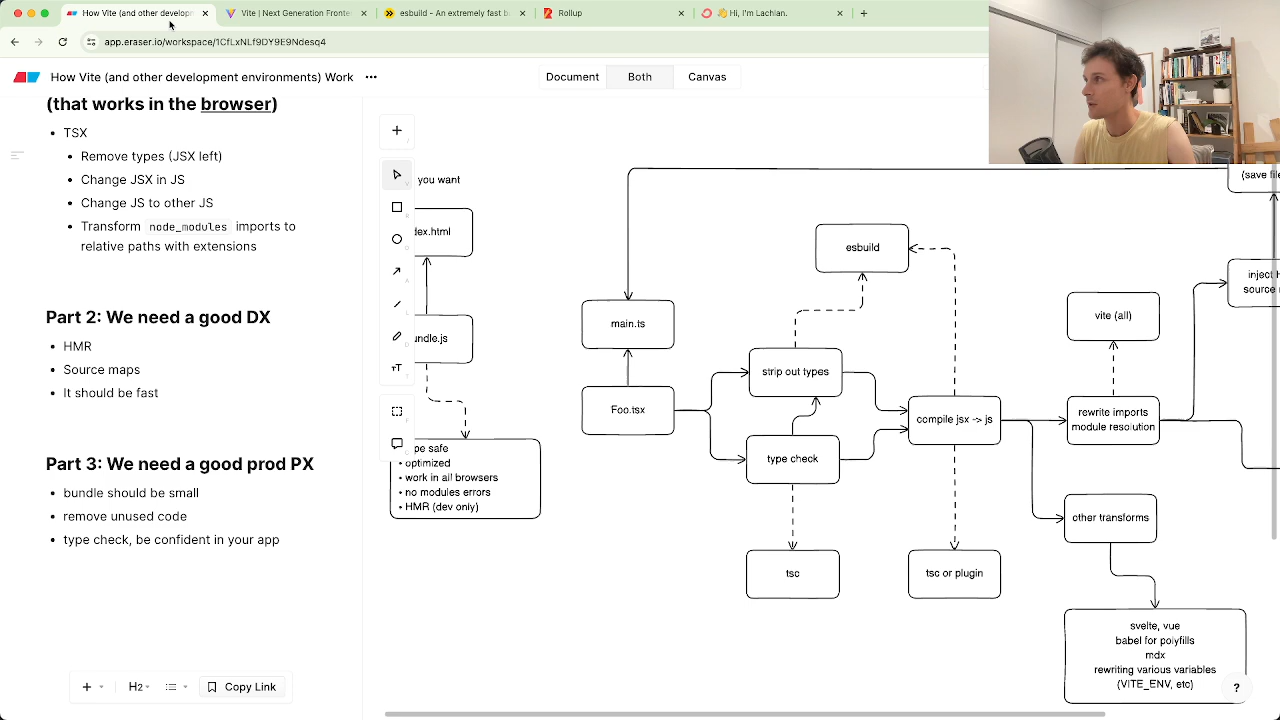 How Vite (and other develop
Vite | Next Generation Fronte
esbuild - An extremely fast b
Rollup
👋 Hi, I'm Lachlan.
app.eraser.io/workspace/1CfLxNLf9DY9E9Ndesq4
How Vite (and other development environments) Work
Document
Both
Canvas
(that works in the browser)
• TSX
• Remove types (JSX left)
• Change JSX in JS
• Change JS to other JS
• Transform node_modules imports to
relative paths with extensions
Part 2: We need a good DX
• HMR
• Source maps
• It should be fast
Part 3: We need a good prod PX
• bundle should be small
• remove unused code
• type check, be confident in your app
H2
Copy Link
you want
dex.html
ndle.js
pe safe
• optimized
• work in all browsers
• no modules errors
• HMR (dev only)
main.ts
Foo.tsx
esbuild
strip out types
type check
tsc
compile jsx -> js
tsc or plugin
vite (all)
rewrite imports
module resolution
other transforms
svelte, vue
babel for polyfills
mdx
rewriting various variables
(VITE_ENV, etc)
(save file
inject H
source
?